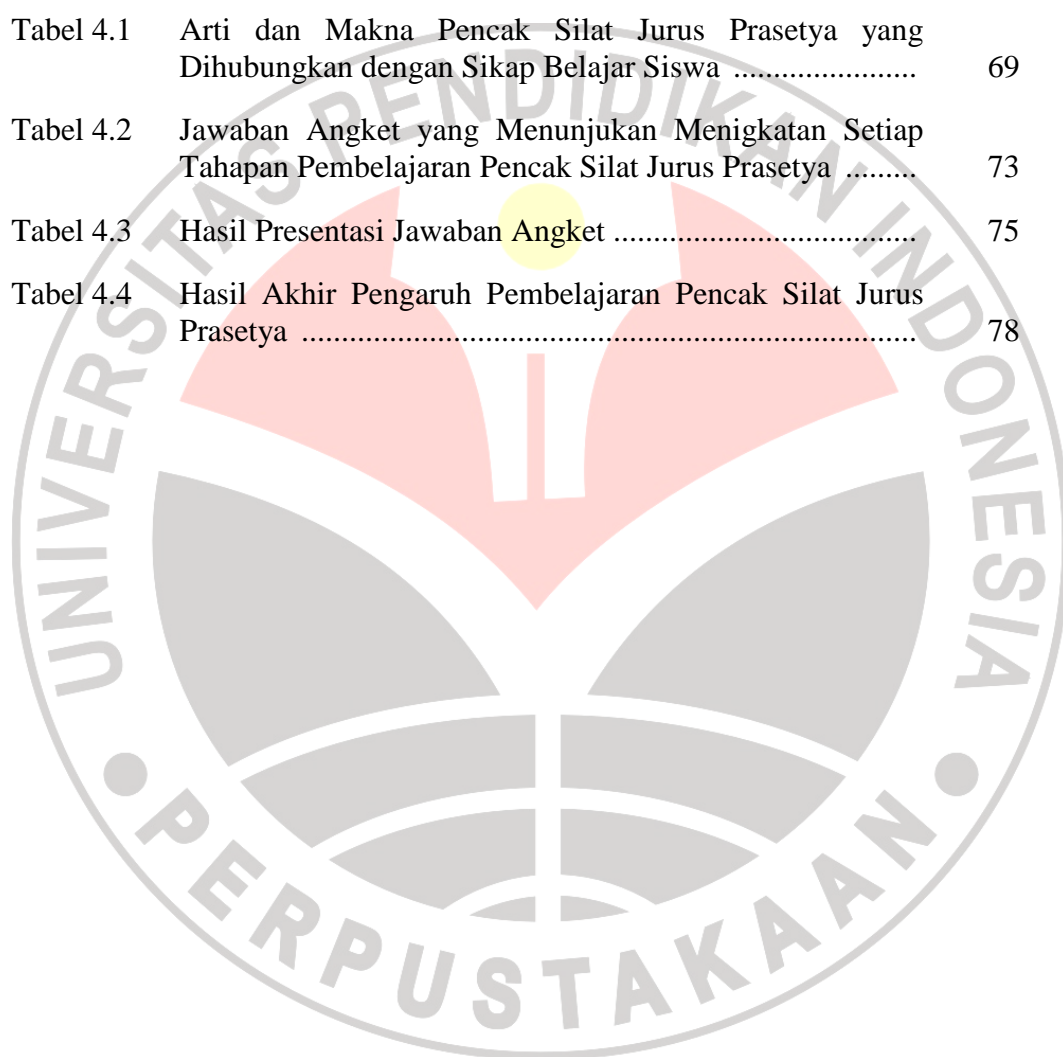 Tabel 4.1 Arti dan Makna Pencak Silat Jurus Prasetya yang
Dihubungkan dengan Sikap Belajar Siswa ....................... 69
Tabel 4.2 Jawaban Angket yang Menunjukan Menigkatan Setiap
Tahapan Pembelajaran Pencak Silat Jurus Prasetya ......... 73
Tabel 4.3 Hasil Presentasi Jawaban Angket ...................................... 75
Tabel 4.4 Hasil Akhir Pengaruh Pembelajaran Pencak Silat Jurus
Prasetya ............................................................................. 78
UNIVERSITAS PENDIDIKAN INDONESIA
PERPUSTAKAAN